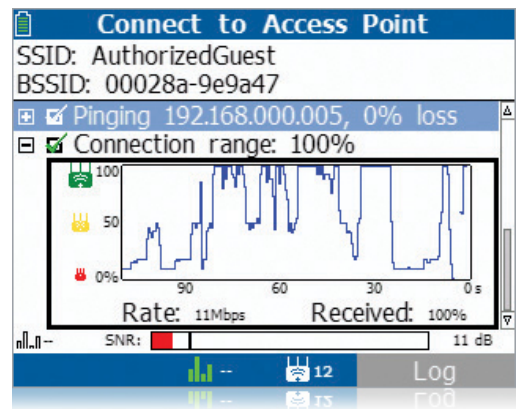 Connect to Access Point
SSID: AuthorizedGuest
BSSID: 00028a-9e9a47
Pinging 192.168.000.005, 0% loss
Connection range: 100%
100
50
0%
90 60 30 0 s
Rate: 11Mbps Received: 100%
-- SNR: 11 dB
-- 12 Log